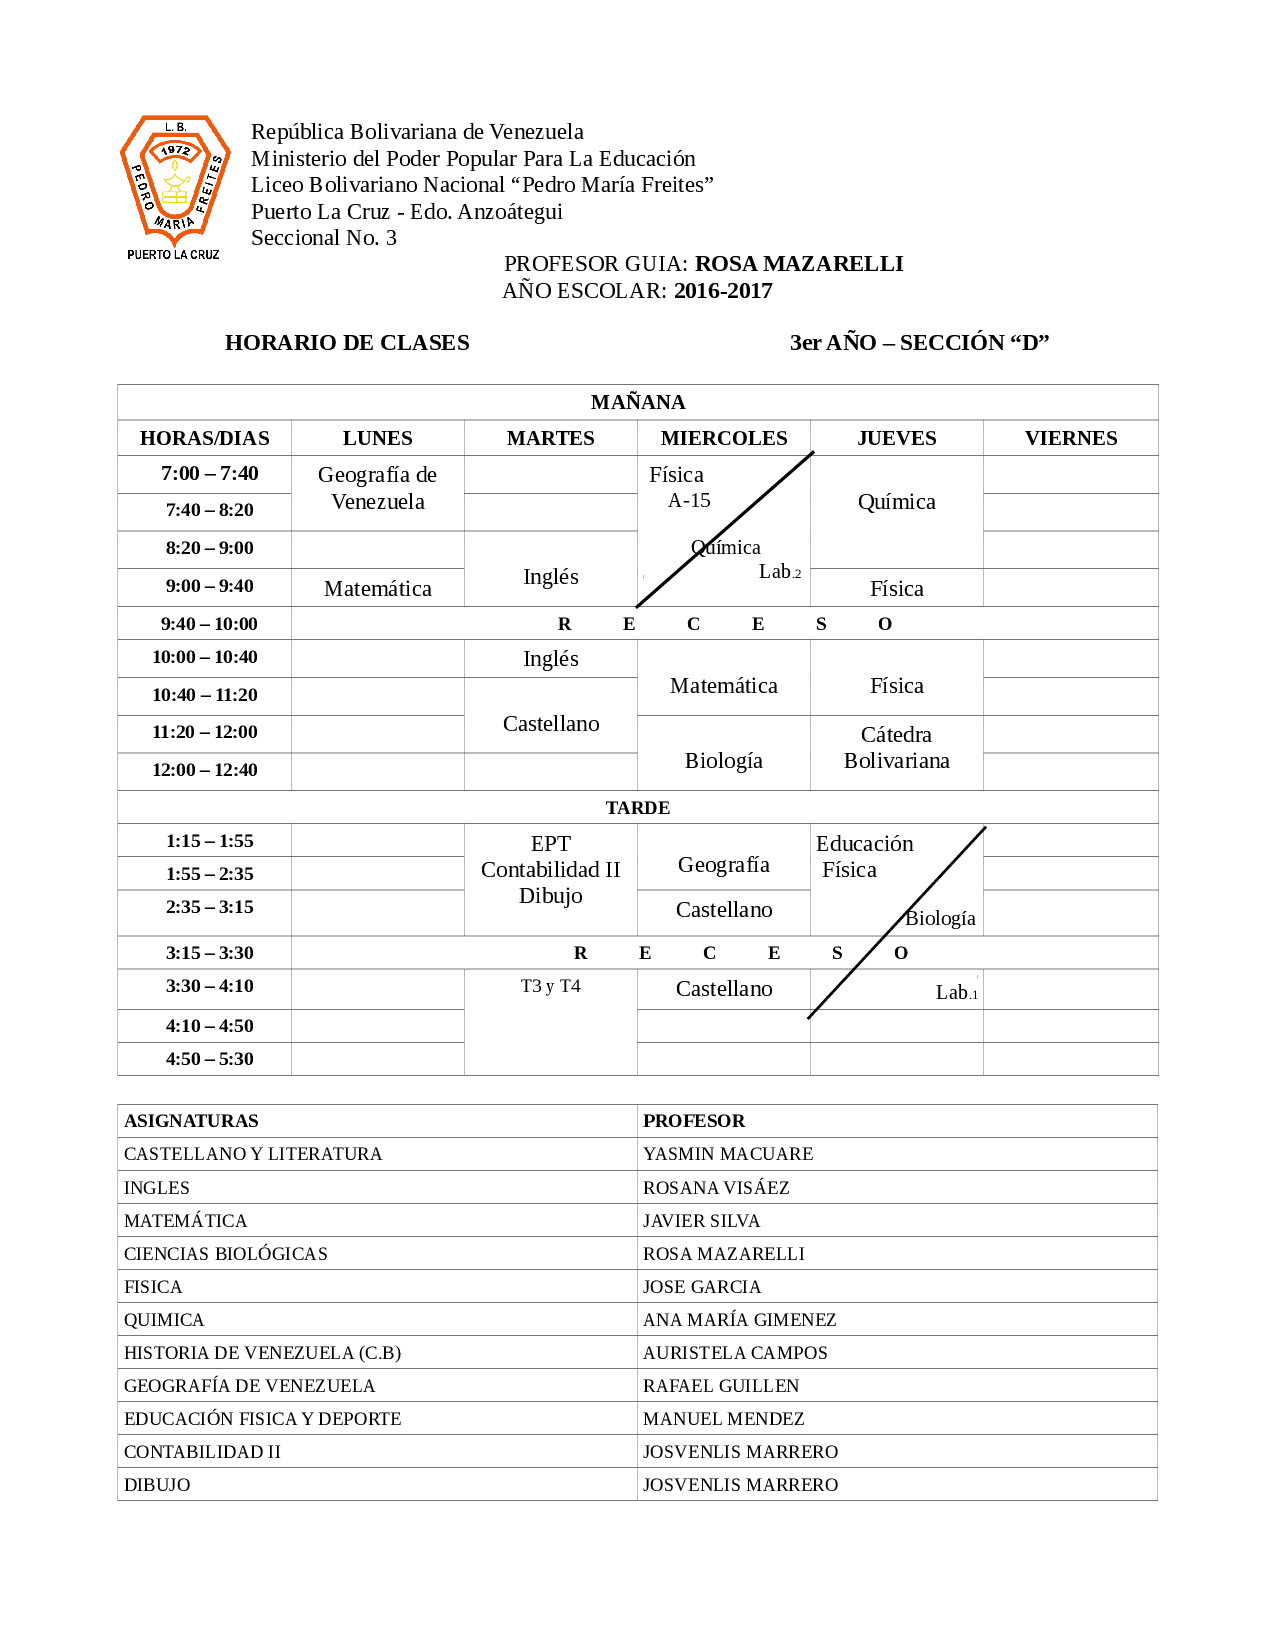 L. B.
1972
PEDRO MARIA FREITES
PUERTO LA CRUZ
República Bolivariana de Venezuela
Ministerio del Poder Popular Para La Educación
Liceo Bolivariano Nacional “Pedro María Freites”
Puerto La Cruz - Edo. Anzoátegui
Seccional No. 3
PROFESOR GUIA: ROSA MAZARELLI
AÑO ESCOLAR: 2016-2017
HORARIO DE CLASES 3er AÑO – SECCIÓN “D”
MAÑANA
HORAS/DIAS LUNES MARTES MIERCOLES JUEVES VIERNES
7:00 – 7:40 Geografía de Física
Venezuela A-15 Química
7:40 – 8:20
8:20 – 9:00 Química
Lab.2
9:00 – 9:40 Matemática Inglés Física
9:40 – 10:00 R E C E S O
10:00 – 10:40 Inglés
10:40 – 11:20 Matemática Física
11:20 – 12:00 Castellano Cátedra
12:00 – 12:40 Biología Bolivariana
TARDE
1:15 – 1:55 EPT Educación
1:55 – 2:35 Contabilidad II Geografía Física
2:35 – 3:15 Dibujo Castellano Biología
3:15 – 3:30 R E C E S O
3:30 – 4:10 T3 y T4 Castellano Lab.1
4:10 – 4:50
4:50 – 5:30
ASIGNATURAS PROFESOR
CASTELLANO Y LITERATURA YASMIN MACUARE
INGLES ROSANA VISÁEZ
MATEMÁTICA JAVIER SILVA
CIENCIAS BIOLÓGICAS ROSA MAZARELLI
FISICA JOSE GARCIA
QUIMICA ANA MARÍA GIMENEZ
HISTORIA DE VENEZUELA (C.B) AURISTELA CAMPOS
GEOGRAFÍA DE VENEZUELA RAFAEL GUILLEN
EDUCACIÓN FISICA Y DEPORTE MANUEL MENDEZ
CONTABILIDAD II JOSVENLIS MARRERO
DIBUJO JOSVENLIS MARRERO